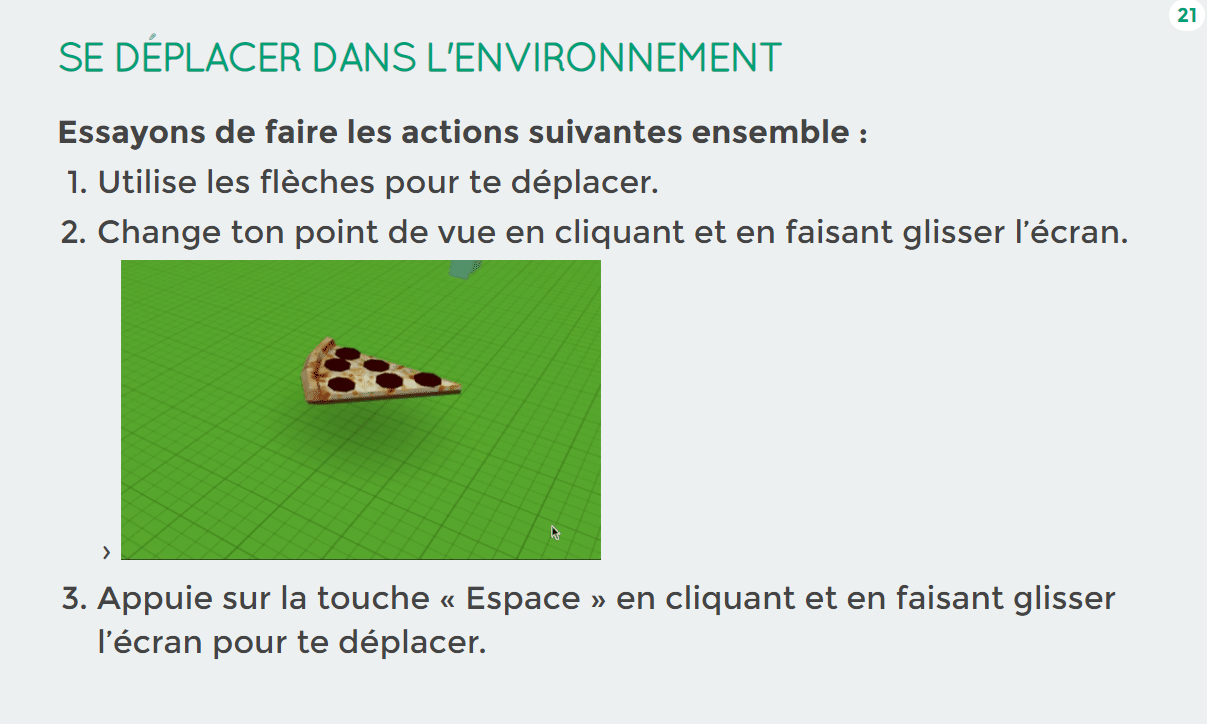 21
SE DÉPLACER DANS L'ENVIRONNEMENT
Essayons de faire les actions suivantes ensemble :
1. Utilise les flèches pour te déplacer.
2. Change ton point de vue en cliquant et en faisant glisser l’écran.
›
3. Appuie sur la touche « Espace » en cliquant et en faisant glisser
l’écran pour te déplacer.